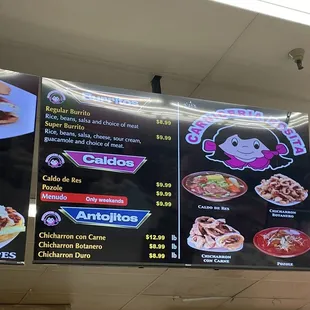 Regular Burrito $8.99
Rice, beans, salsa and choice of meat.
Super Burrito $9.99
Rice, beans, salsa, cheese, sour cream,
guacamole and choice of meat.
Caldos
Caldo de Res $9.99
Pozole $9.99
Menudo Only weekends $9.99
Antojitos
Chicharron con Carne $12.99 lb
Chicharron Botanero $8.99 lb
Chicharron Duro $8.99 lb
CALDO DE RES
CHICHARRON
BOTANERO
CHICHARRON
CON CARNE
POZOLE